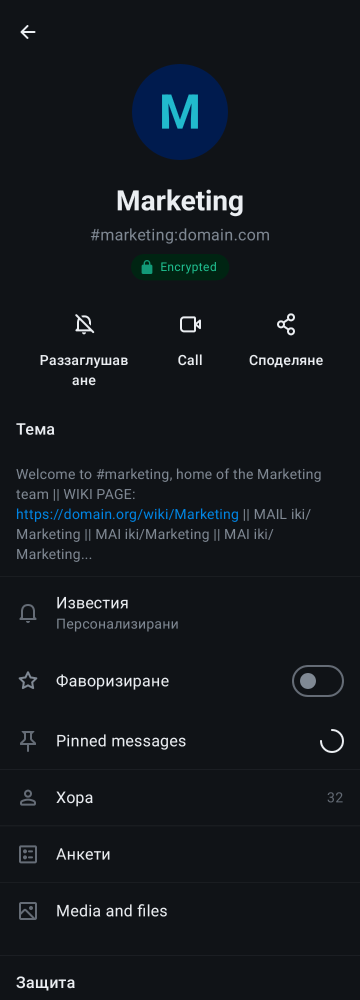 M
Marketing
#marketing:domain.com
Encrypted
Раззаглушав
ане
Call
Споделяне
Тема
Welcome to #marketing, home of the Marketing
team || WIKI PAGE:
https://domain.org/wiki/Marketing || MAIL iki/
Marketing || MAI iki/Marketing || MAI iki/
Marketing...
Известия
Персонализирани
Фаворизиране
Pinned messages
Хора 32
Анкети
Media and files
Защита